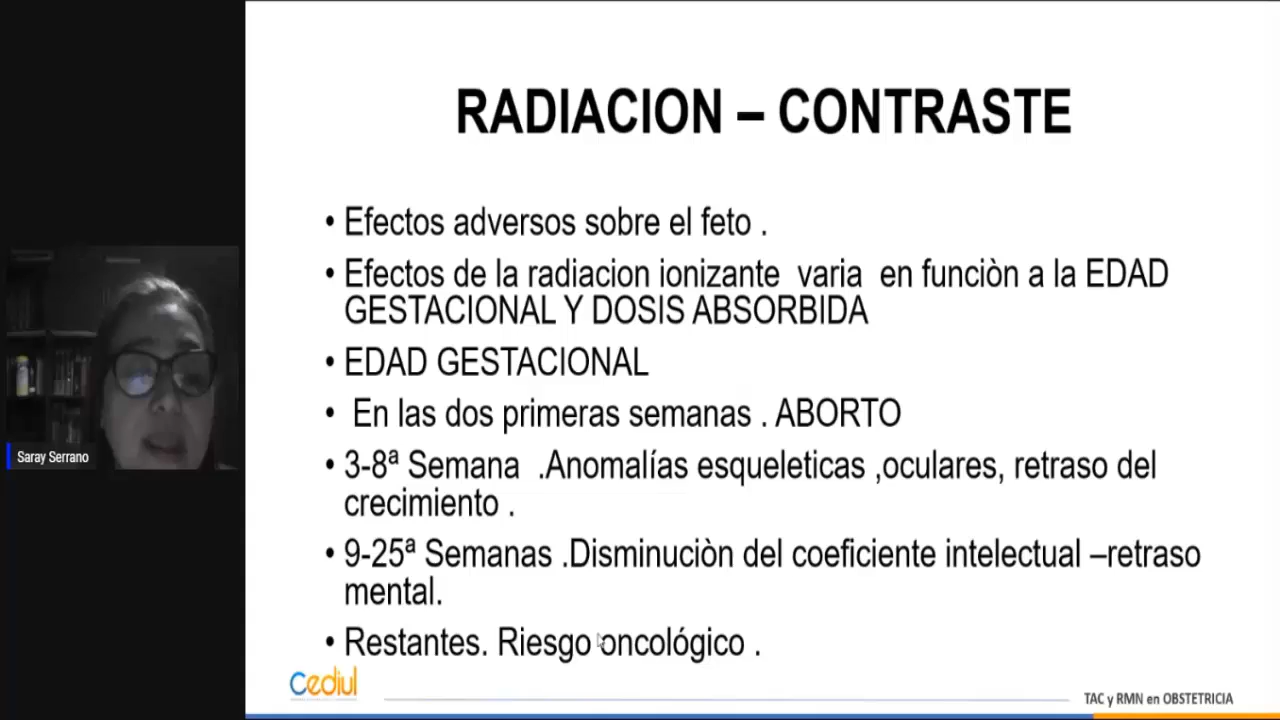 RADIACION – CONTRASTE
• Efectos adversos sobre el feto .
• Efectos de la radiacion ionizante varia en funciòn a la EDAD
GESTACIONAL Y DOSIS ABSORBIDA
• EDAD GESTACIONAL
• En las dos primeras semanas . ABORTO
• 3-8ª Semana .Anomalías esqueleticas ,oculares, retraso del
crecimiento .
• 9-25ª Semanas .Disminuciòn del coeficiente intelectual –retraso
mental.
• Restantes. Riesgo oncológico .
Saray Serrano
Cediul
TAC y RMN en OBSTETRICIA